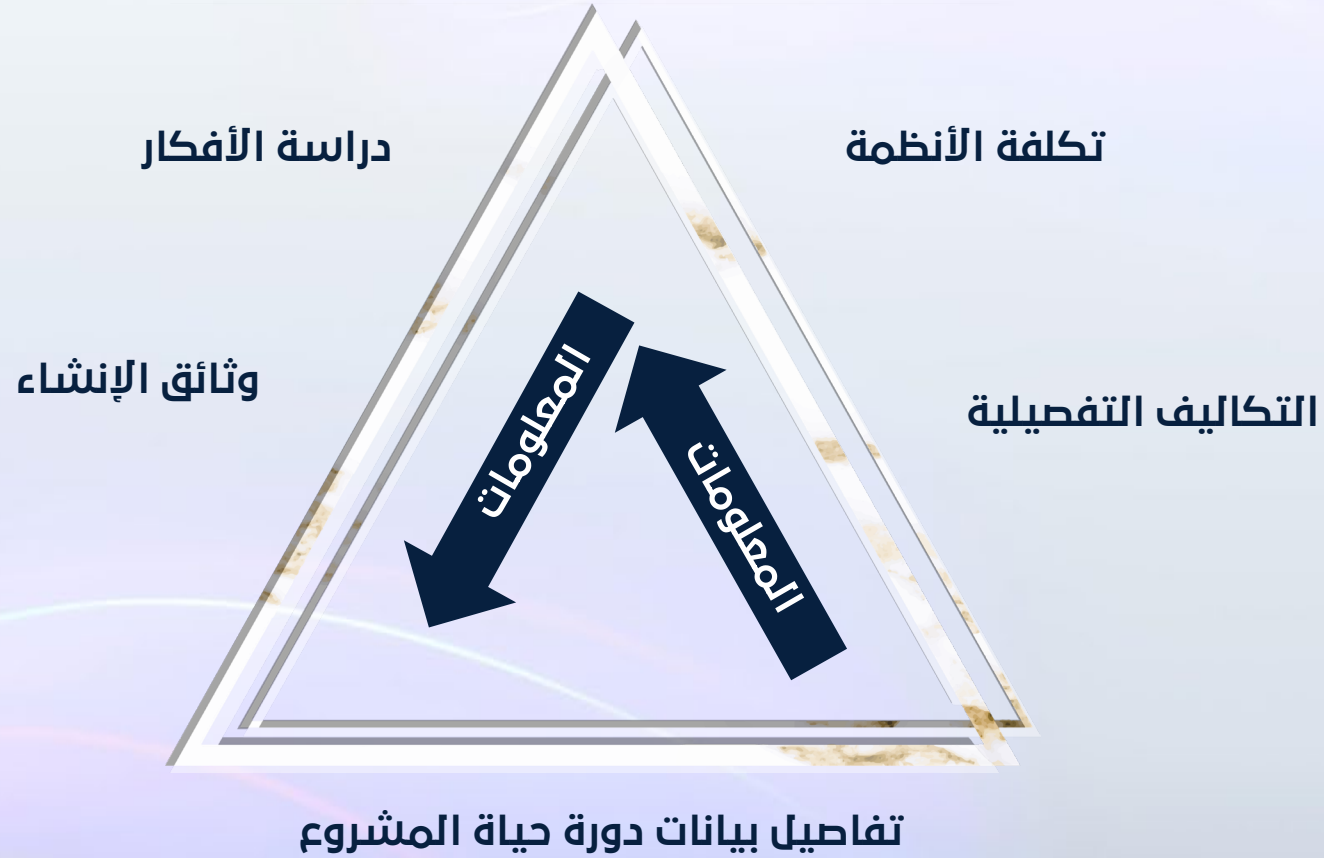 تكلفة الأنظمة
دراسة الأفكار
وثائق الإنشاء
التكاليف التفصيلية
المعلومات
المعلومات
تفاصيل بيانات دورة حياة المشروع